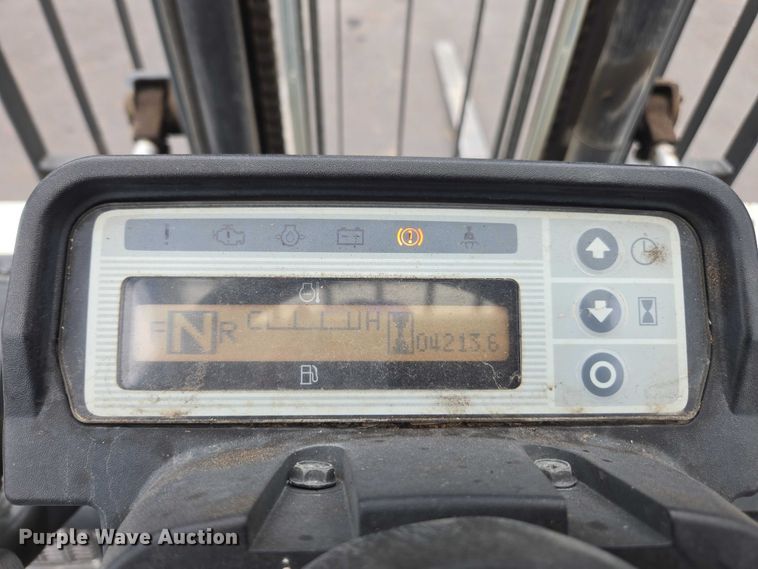 F N R C H 04213.6
Purple Wave Auction